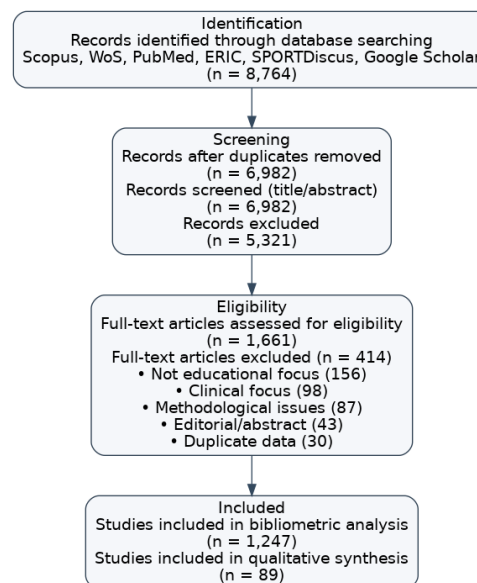 Identification
Records identified through database searching
Scopus, WoS, PubMed, ERIC, SPORTDiscus, Google Scholar
(n = 8,764)
Screening
Records after duplicates removed
(n = 6,982)
Records screened (title/abstract)
(n = 6,982)
Records excluded
(n = 5,321)
Eligibility
Full-text articles assessed for eligibility
(n = 1,661)
Full-text articles excluded (n = 414)
• Not educational focus (156)
• Clinical focus (98)
• Methodological issues (87)
• Editorial/abstract (43)
• Duplicate data (30)
Included
Studies included in bibliometric analysis
(n = 1,247)
Studies included in qualitative synthesis
(n = 89)